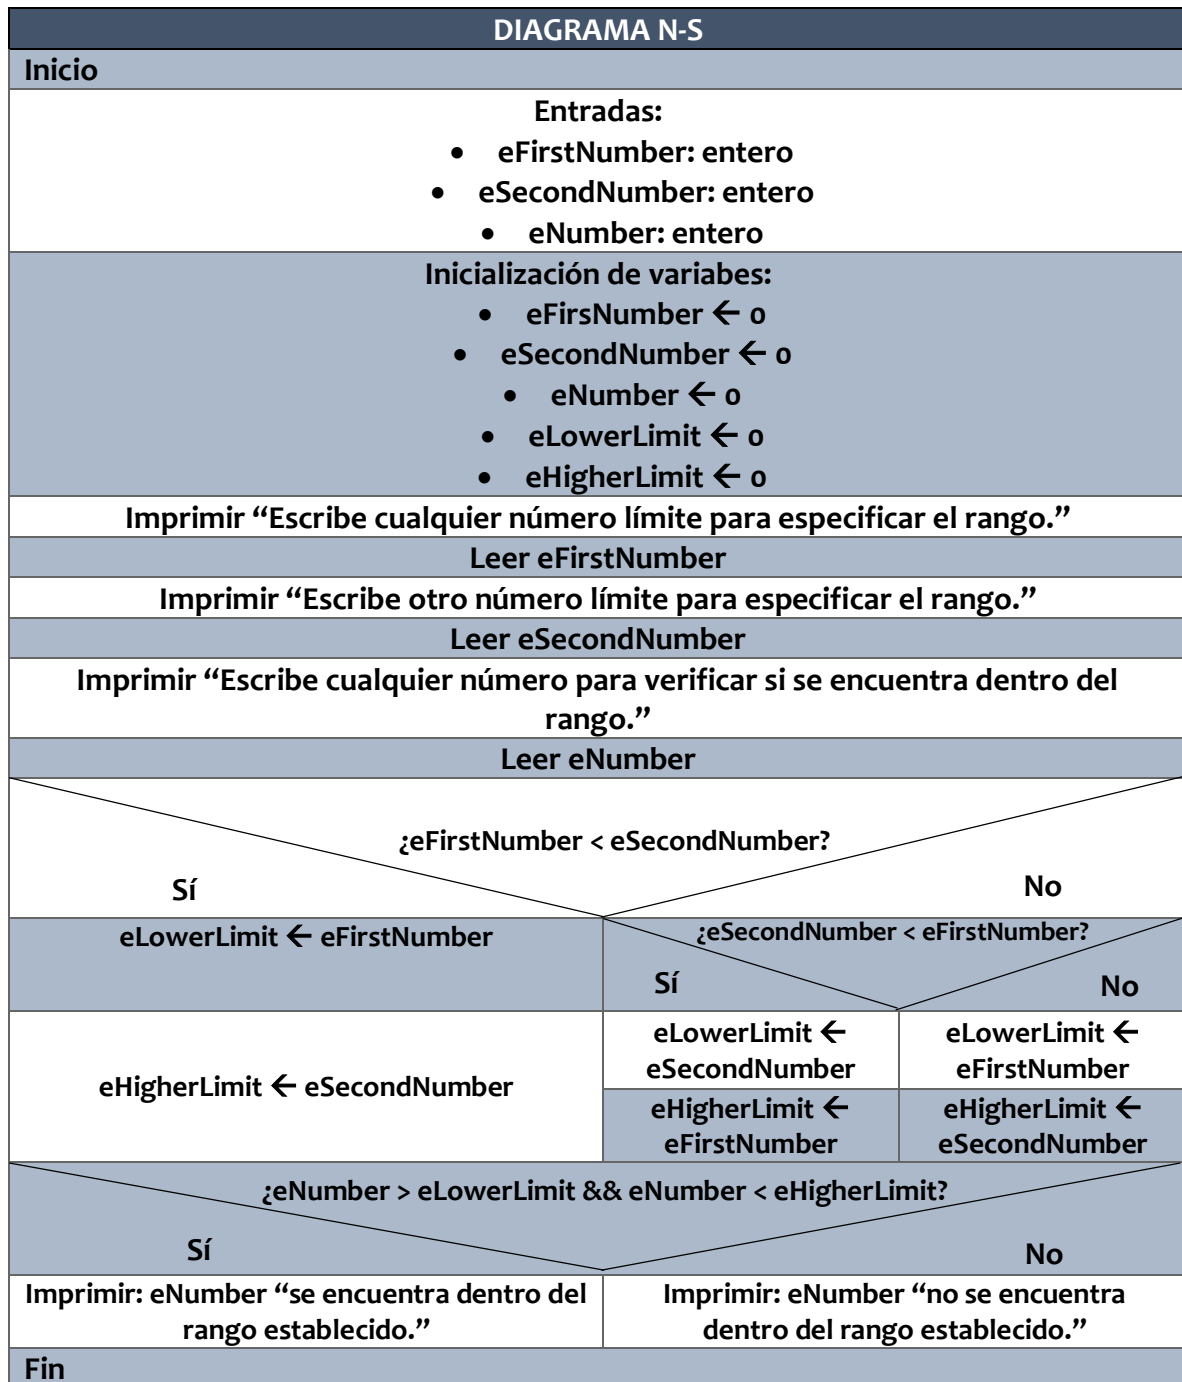 DIAGRAMA N-S
Inicio
Entradas:
• eFirstNumber: entero
• eSecondNumber: entero
• eNumber: entero
Inicialización de variabes:
• eFirsNumber ← 0
• eSecondNumber ← 0
• eNumber ← 0
• eLowerLimit ← 0
• eHigherLimit ← 0
Imprimir “Escribe cualquier número límite para especificar el rango.”
Leer eFirstNumber
Imprimir “Escribe otro número límite para especificar el rango.”
Leer eSecondNumber
Imprimir “Escribe cualquier número para verificar si se encuentra dentro del
rango.”
Leer eNumber
¿eFirstNumber < eSecondNumber?
Sí
No
eLowerLimit ← eFirstNumber
¿eSecondNumber < eFirstNumber?
Sí
No
eHigherLimit ← eSecondNumber
eLowerLimit ←
eSecondNumber
eLowerLimit ←
eFirstNumber
eHigherLimit ←
eFirstNumber
eHigherLimit ←
eSecondNumber
¿eNumber > eLowerLimit && eNumber < eHigherLimit?
Sí
No
Imprimir: eNumber “se encuentra dentro del
rango establecido.”
Imprimir: eNumber “no se encuentra
dentro del rango establecido.”
Fin